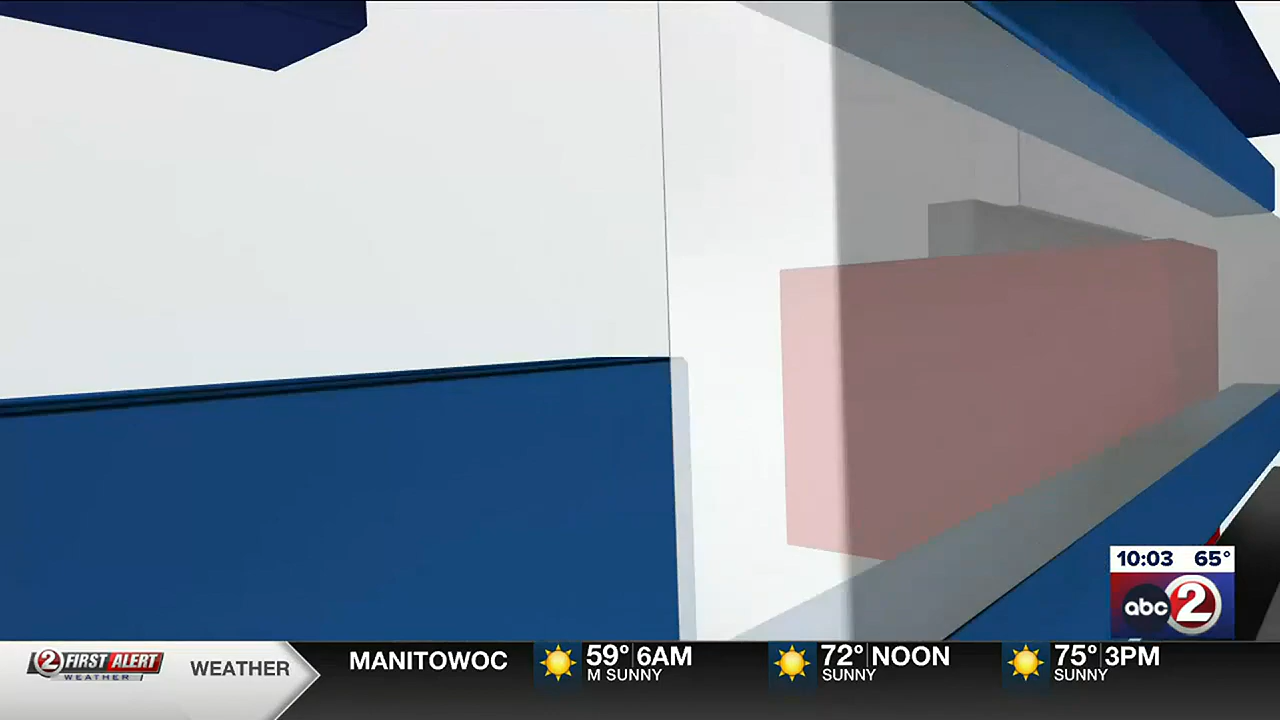 10:03 65°
abc 2
2 FIRST ALERT
WEATHER
WEATHER
MANITOWOC
59° 6AM
M SUNNY
72° NOON
SUNNY
75° 3PM
SUNNY